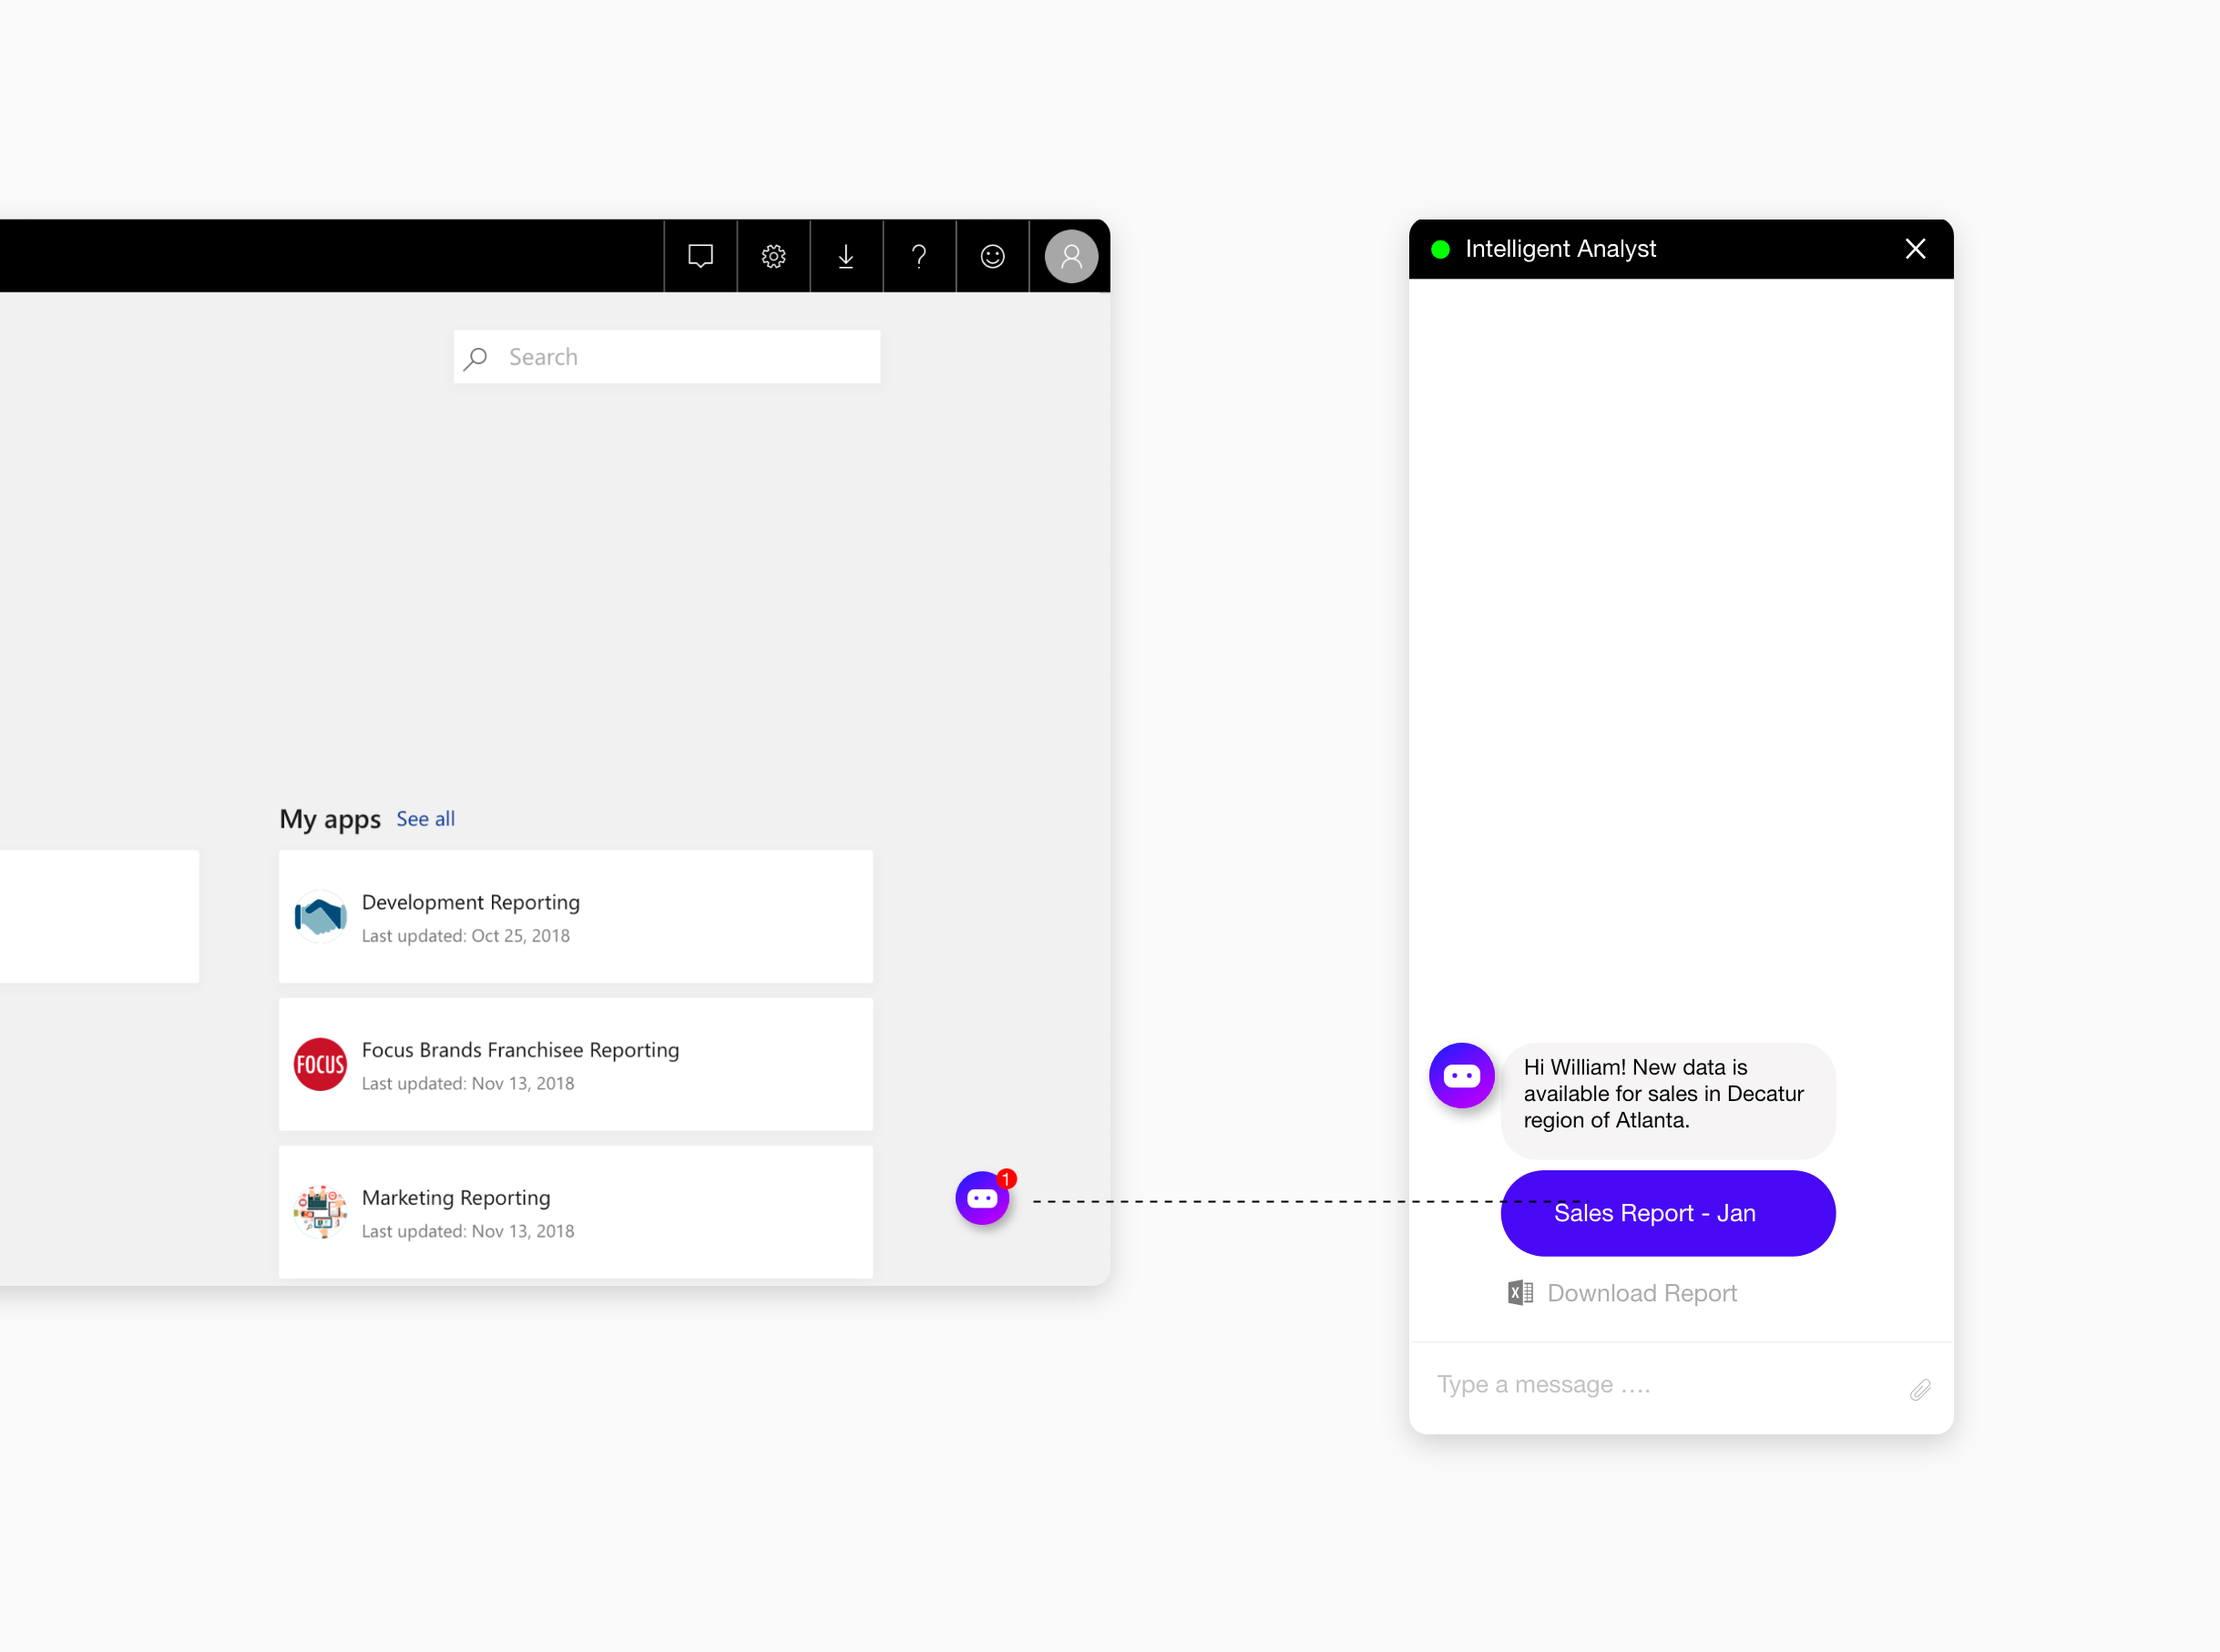 Search
My apps See all
Development Reporting
Last updated: Oct 25, 2018
FOCUS
Focus Brands Franchisee Reporting
Last updated: Nov 13, 2018
Marketing Reporting
Last updated: Nov 13, 2018
1
Intelligent Analyst
Hi William! New data is
available for sales in Decatur
region of Atlanta.
Sales Report - Jan
Download Report
Type a message ....